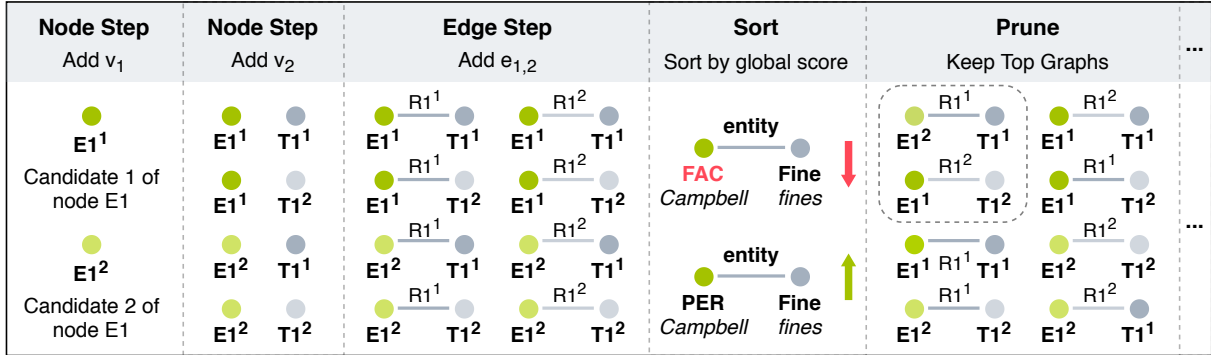 Node Step
Add v₁
Node Step
Add v₂
Edge Step
Add e₁,₂
Sort
Sort by global score
Prune
Keep Top Graphs
...
E1¹
Candidate 1 of
node E1
E1²
Candidate 2 of
node E1
E1¹ T1¹
E1¹ T1²
E1² T1¹
E1² T1²
R1¹ R1²
E1¹ T1¹ E1¹ T1¹
R1¹ R1²
E1¹ T1² E1¹ T1²
R1¹ R1²
E1² T1¹ E1² T1¹
R1¹ R1²
E1² T1² E1² T1²
entity
FAC Fine
Campbell fines
entity
PER Fine
Campbell fines
R1¹ R1²
E1² T1¹ E1¹ T1¹
R1² R1¹
E1¹ T1² E1¹ T1²
R1²
E1¹ R1¹ T1¹ E1² T1²
R1¹ R1²
E1² T1² E1² T1¹
...